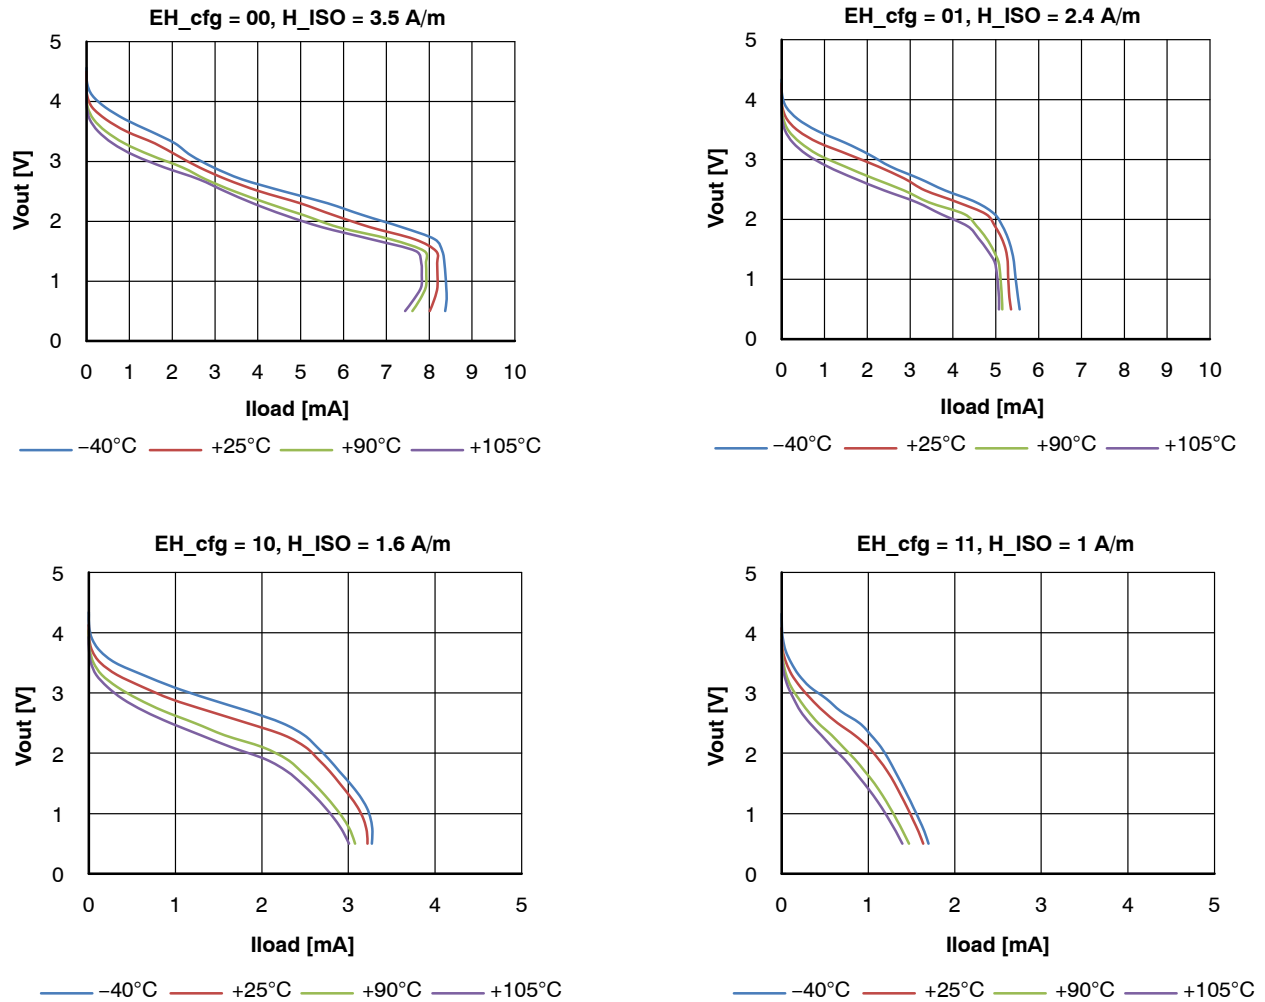 EH_cfg = 00, H_ISO = 3.5 A/m
5
4
3
2
1
0
Vout [V]
0 1 2 3 4 5 6 7 8 9 10
Iload [mA]
−40°C +25°C +90°C +105°C
EH_cfg = 01, H_ISO = 2.4 A/m
5
4
3
2
1
0
Vout [V]
0 1 2 3 4 5 6 7 8 9 10
Iload [mA]
−40°C +25°C +90°C +105°C
EH_cfg = 10, H_ISO = 1.6 A/m
5
4
3
2
1
0
Vout [V]
0 1 2 3 4 5
Iload [mA]
−40°C +25°C +90°C +105°C
EH_cfg = 11, H_ISO = 1 A/m
5
4
3
2
1
0
Vout [V]
0 1 2 3 4 5
Iload [mA]
−40°C +25°C +90°C +105°C